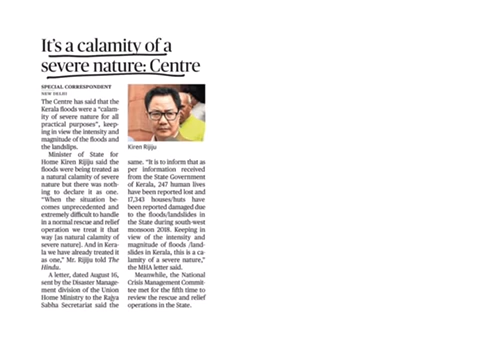 It's a calamity of a
severe nature: Centre
SPECIAL CORRESPONDENT
NEW DELHI
The Centre has said that the
Kerala floods were a "calam-
ity of severe nature for all
practical purposes", keep-
ing in view the intensity and
magnitude of the floods and
the landslips.
Minister of State for
Home Kiren Rijiju said the
floods were being treated as
a natural calamity of severe
nature but there was noth-
ing to declare it as one.
"When the situation be-
comes unprecedented and
extremely difficult to handle
in a normal rescue and relief
operation we treat it that
way [as natural calamity of
severe nature]. And in Kera-
la we have already treated it
as one," Mr. Rijiju told The
Hindu.
A letter, dated August 16,
sent by the Disaster Manage-
ment division of the Union
Home Ministry to the Rajya
Sabha Secretariat said the
Kiren Rijiju
same. "It is to inform that as
per information received
from the State Government
of Kerala, 247 human lives
have been reported lost and
17,343 houses/huts have
been reported damaged due
to the floods/landslides in
the State during south-west
monsoon 2018. Keeping in
view of the intensity and
magnitude of floods /land-
slides in Kerala, this is a ca-
lamity of a severe nature,"
the MHA letter said.
Meanwhile, the National
Crisis Management Commit-
tee met for the fifth time to
review the rescue and relief
operations in the State.